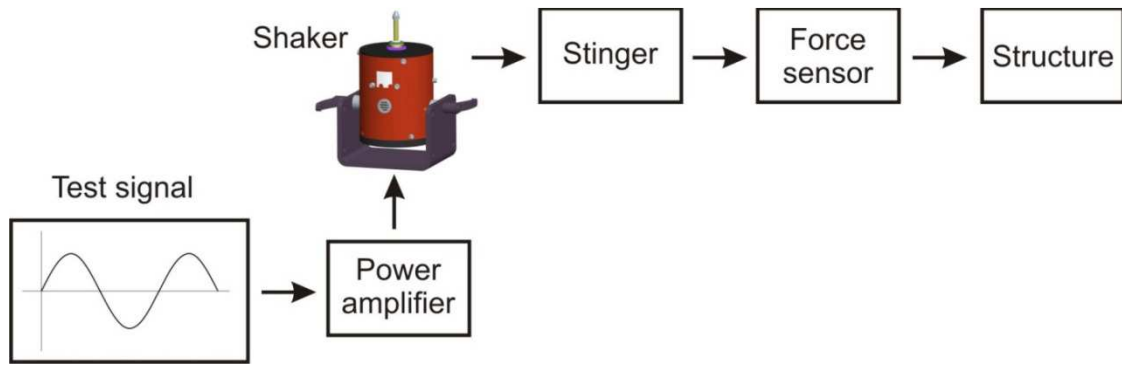 Shaker
Stinger
Force
sensor
Structure
Test signal
Power
amplifier